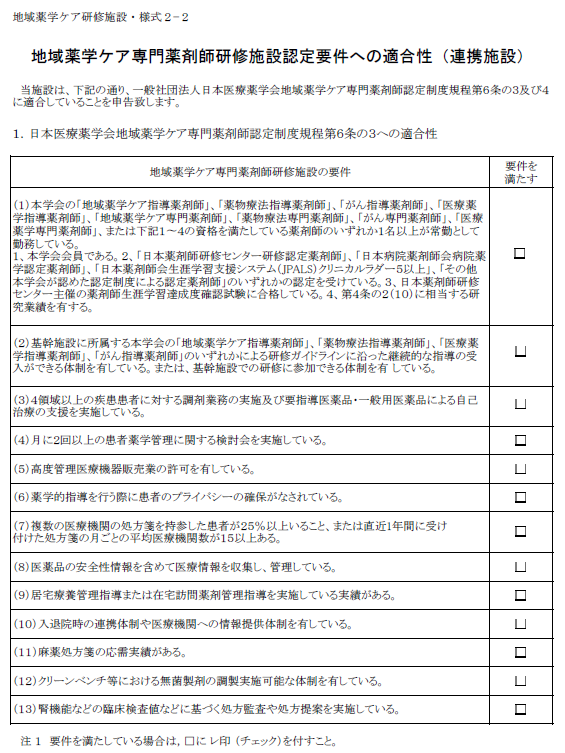 地域薬学ケア研修施設・様式２－２
地域薬学ケア専門薬剤師研修施設認定要件への適合性（連携施設）
当施設は、下記の通り、一般社団法人日本医療薬学会地域薬学ケア専門薬剤師認定制度規程第６条の３及び４
に適合していることを申告致します。
１．日本医療薬学会地域薬学ケア専門薬剤師認定制度規程第６条の３への適合性
地域薬学ケア専門薬剤師研修施設の要件
要件を
満たす
(１)本学会の「地域薬学ケア指導薬剤師」、「薬物療法指導薬剤師」、「がん指導薬剤師」、「医療薬
学指導薬剤師」、「地域薬学ケア専門薬剤師」、「薬物療法専門薬剤師」、「がん専門薬剤師」、「医
療薬学専門薬剤師」、または下記１～４の資格を満たしている薬剤師のいずれか１名以上が常勤として
勤務している。
１、本学会会員である。２、「日本薬剤師研修センター研修認定薬剤師」、「日本病院薬剤師会病院薬
学認定薬剤師」、「日本薬剤師会生涯学習支援システム（JPALS）クリニカルラダー５以上」、「その他
本学会が認めた認定制度による認定薬剤師」のいずれかの認定を受けている。３、日本薬剤師研修
センター主催の薬剤師生涯学習達成度確認試験に合格している。４、第４条の２（１０）に相当する研
究業績を有する。
□
(２)基幹施設に所属する本学会の「地域薬学ケア指導薬剤師」、「薬物療法指導薬剤師」、「医療薬
学指導薬剤師」、「がん指導薬剤師」のいずれかによる研修ガイドラインに沿った継続的な指導の受
入ができる体制を有している。または、基幹施設での研修に参加できる体制を有 している。
□
(３)４領域以上の疾患患者に対する調剤業務の実施及び要指導医薬品・一般用医薬品による自己
治療の支援を実施している。
□
(４)月に２回以上の患者薬学管理に関する検討会を実施している。
□
(５)高度管理医療機器販売業の許可を有している。
□
(６)薬学的指導を行う際に患者のプライバシーの確保がなされている。
□
(７)複数の医療機関の処方箋を持参した患者が２５％以上いること、または直近１年間に受け
付けた処方箋の月ごとの平均医療機関数が１５以上ある。
□
(８)医薬品の安全性情報を含めて医療情報を収集し、管理している。
□
(９)居宅療養管理指導または在宅訪問薬剤管理指導を実施している実績がある。
□
(１０)入退院時の連携体制や医療機関への情報提供体制を有している。
□
(１１)麻薬処方箋の応需実績がある。
□
(１２)クリーンベンチ等における無菌製剤の調製実施可能な体制を有している。
□
(１３)腎機能などの臨床検査値などに基づく処方監査や処方提案を実施している。
□
注 １　要件を満たしている場合は，□にレ印（チェック）を付すこと。